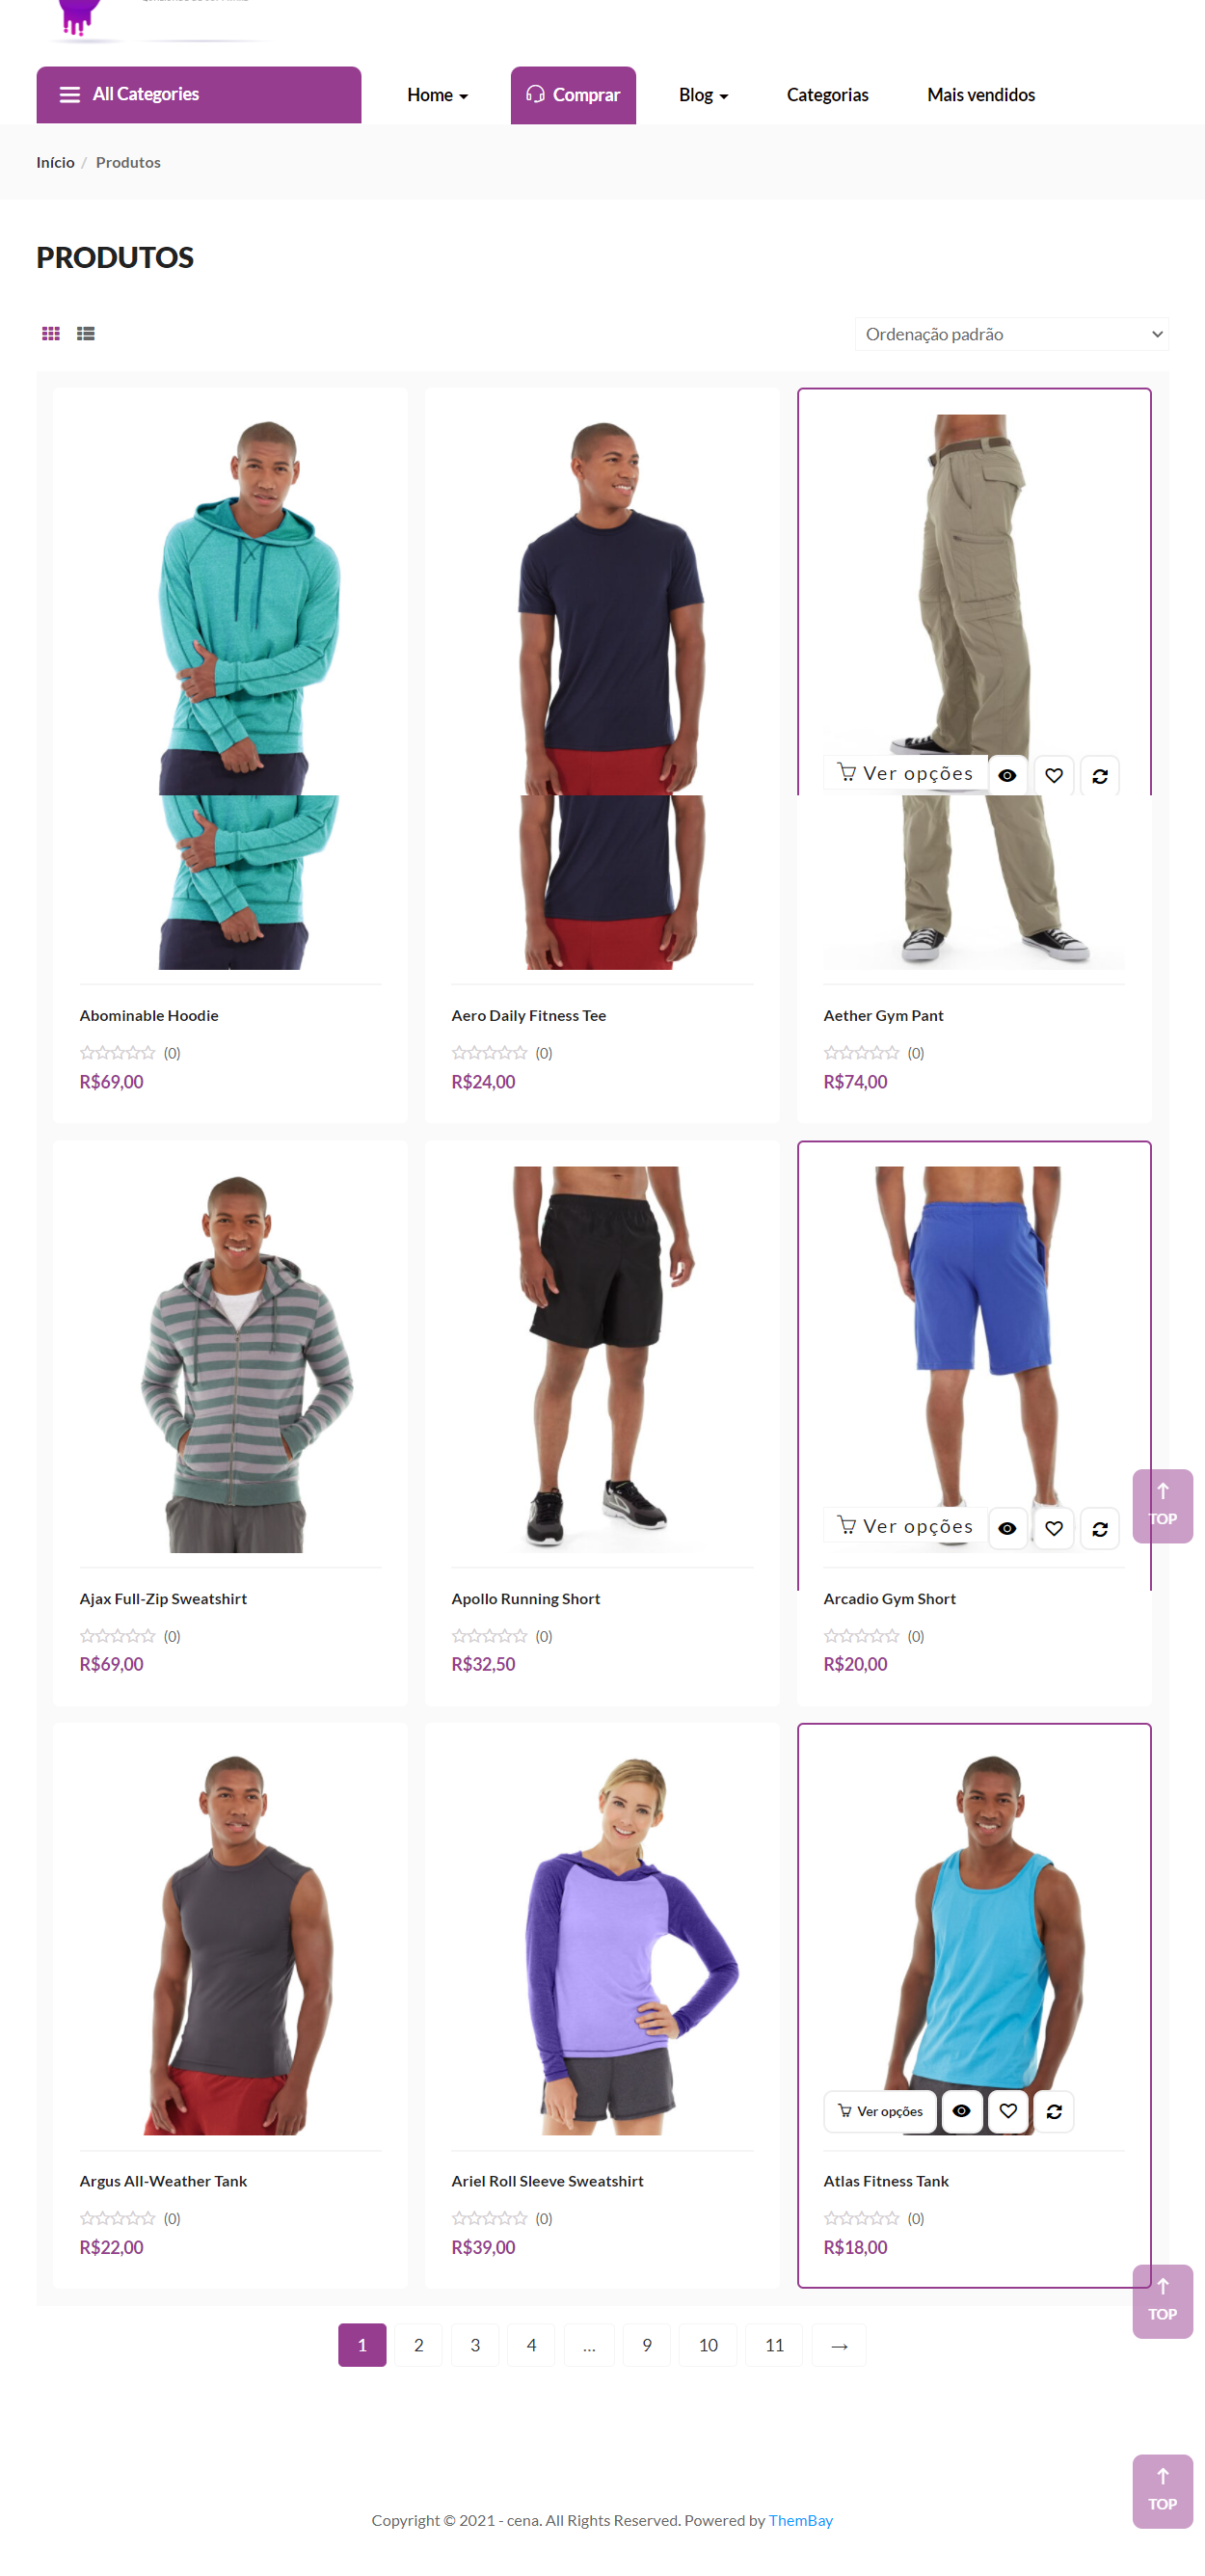 All Categories
Home
Comprar
Blog
Categorias
Mais vendidos
Início / Produtos
PRODUTOS
Ordenação padrão
Ver opções
Abominable Hoodie
(0)
R$69,00
Aero Daily Fitness Tee
(0)
R$24,00
Aether Gym Pant
(0)
R$74,00
Ver opções
TOP
Ajax Full-Zip Sweatshirt
(0)
R$69,00
Apollo Running Short
(0)
R$32,50
Arcadio Gym Short
(0)
R$20,00
Ver opções
Argus All-Weather Tank
(0)
R$22,00
Ariel Roll Sleeve Sweatshirt
(0)
R$39,00
Atlas Fitness Tank
(0)
R$18,00
TOP
1 2 3 4 ... 9 10 11 →
TOP
Copyright © 2021 - cena. All Rights Reserved. Powered by ThemBay